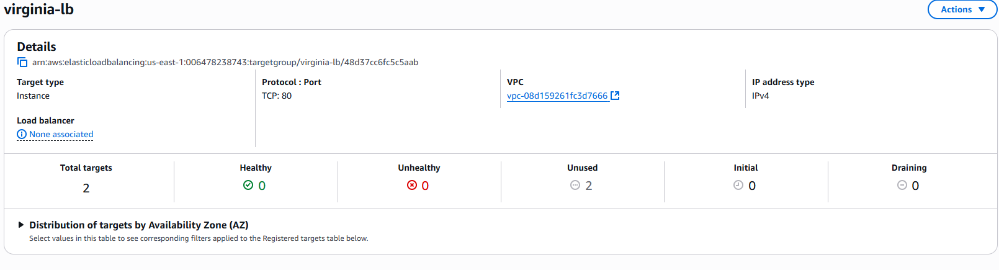 virginia-lb
Actions
Details
arn:aws:elasticloadbalancing:us-east-1:006478238743:targetgroup/virginia-lb/48d37cc6fc5c5aab
Target type
Instance
Protocol : Port
TCP: 80
VPC
vpc-08d159261fc3d7666
IP address type
IPv4
Load balancer
None associated
Total targets
2
Healthy
0
Unhealthy
0
Unused
2
Initial
0
Draining
0
Distribution of targets by Availability Zone (AZ)
Select values in this table to see corresponding filters applied to the Registered targets table below.